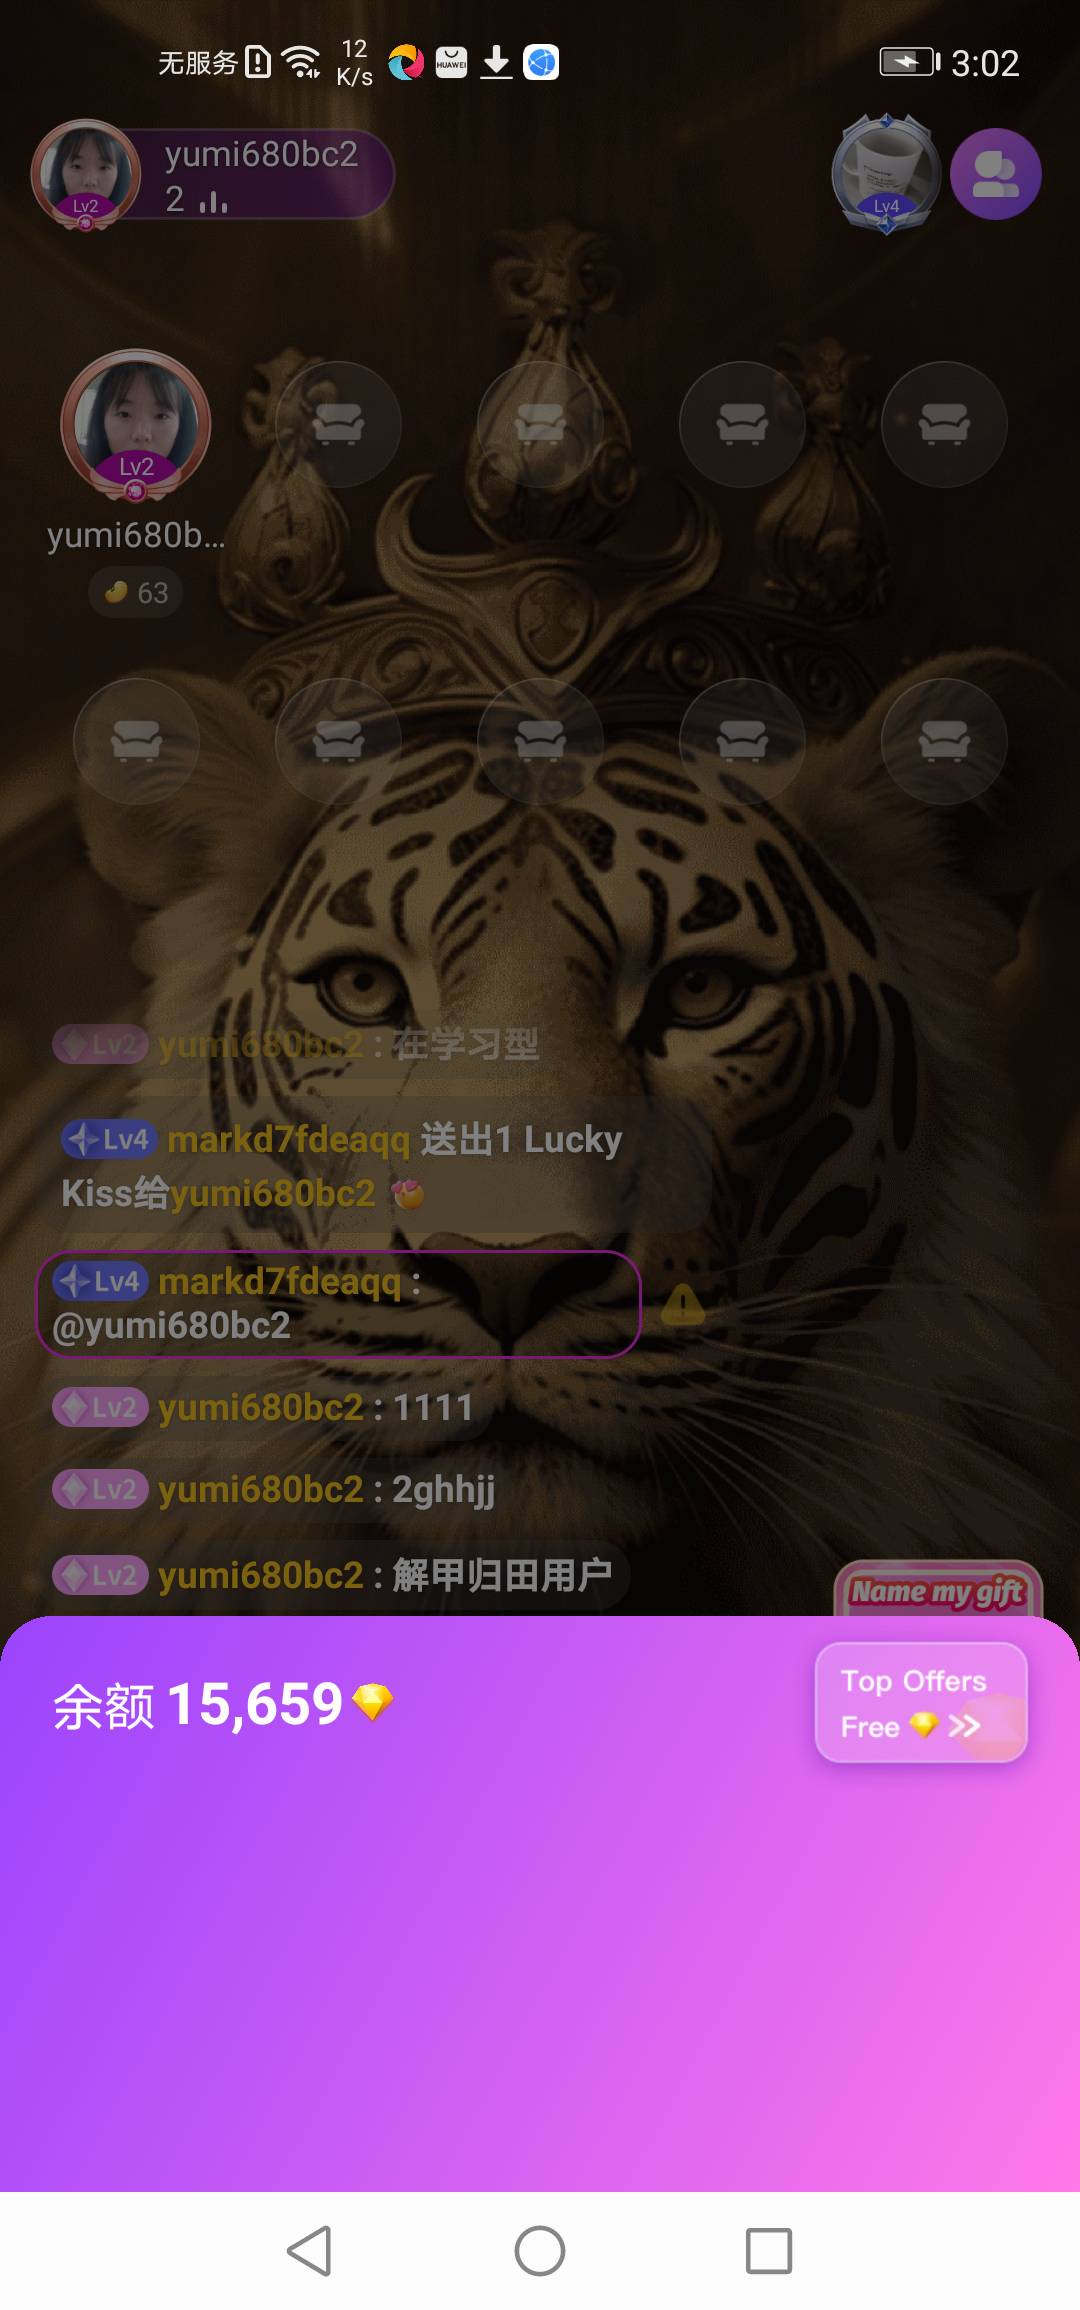 无服务
12
K/s
HUAWEI
3:02
yumi680bc2
2
Lv2
Lv4
Lv2
yumi680b...
63
Lv2 yumi680bc2 : 在学习型
Lv4 markd7fdeaqq 送出1 Lucky
Kiss给yumi680bc2
Lv4 markd7fdeaqq :
@yumi680bc2
Lv2 yumi680bc2 : 1111
Lv2 yumi680bc2 : 2ghhjj
Lv2 yumi680bc2 : 解甲归田用户
Name my gift
余额 15,659
Top Offers
Free